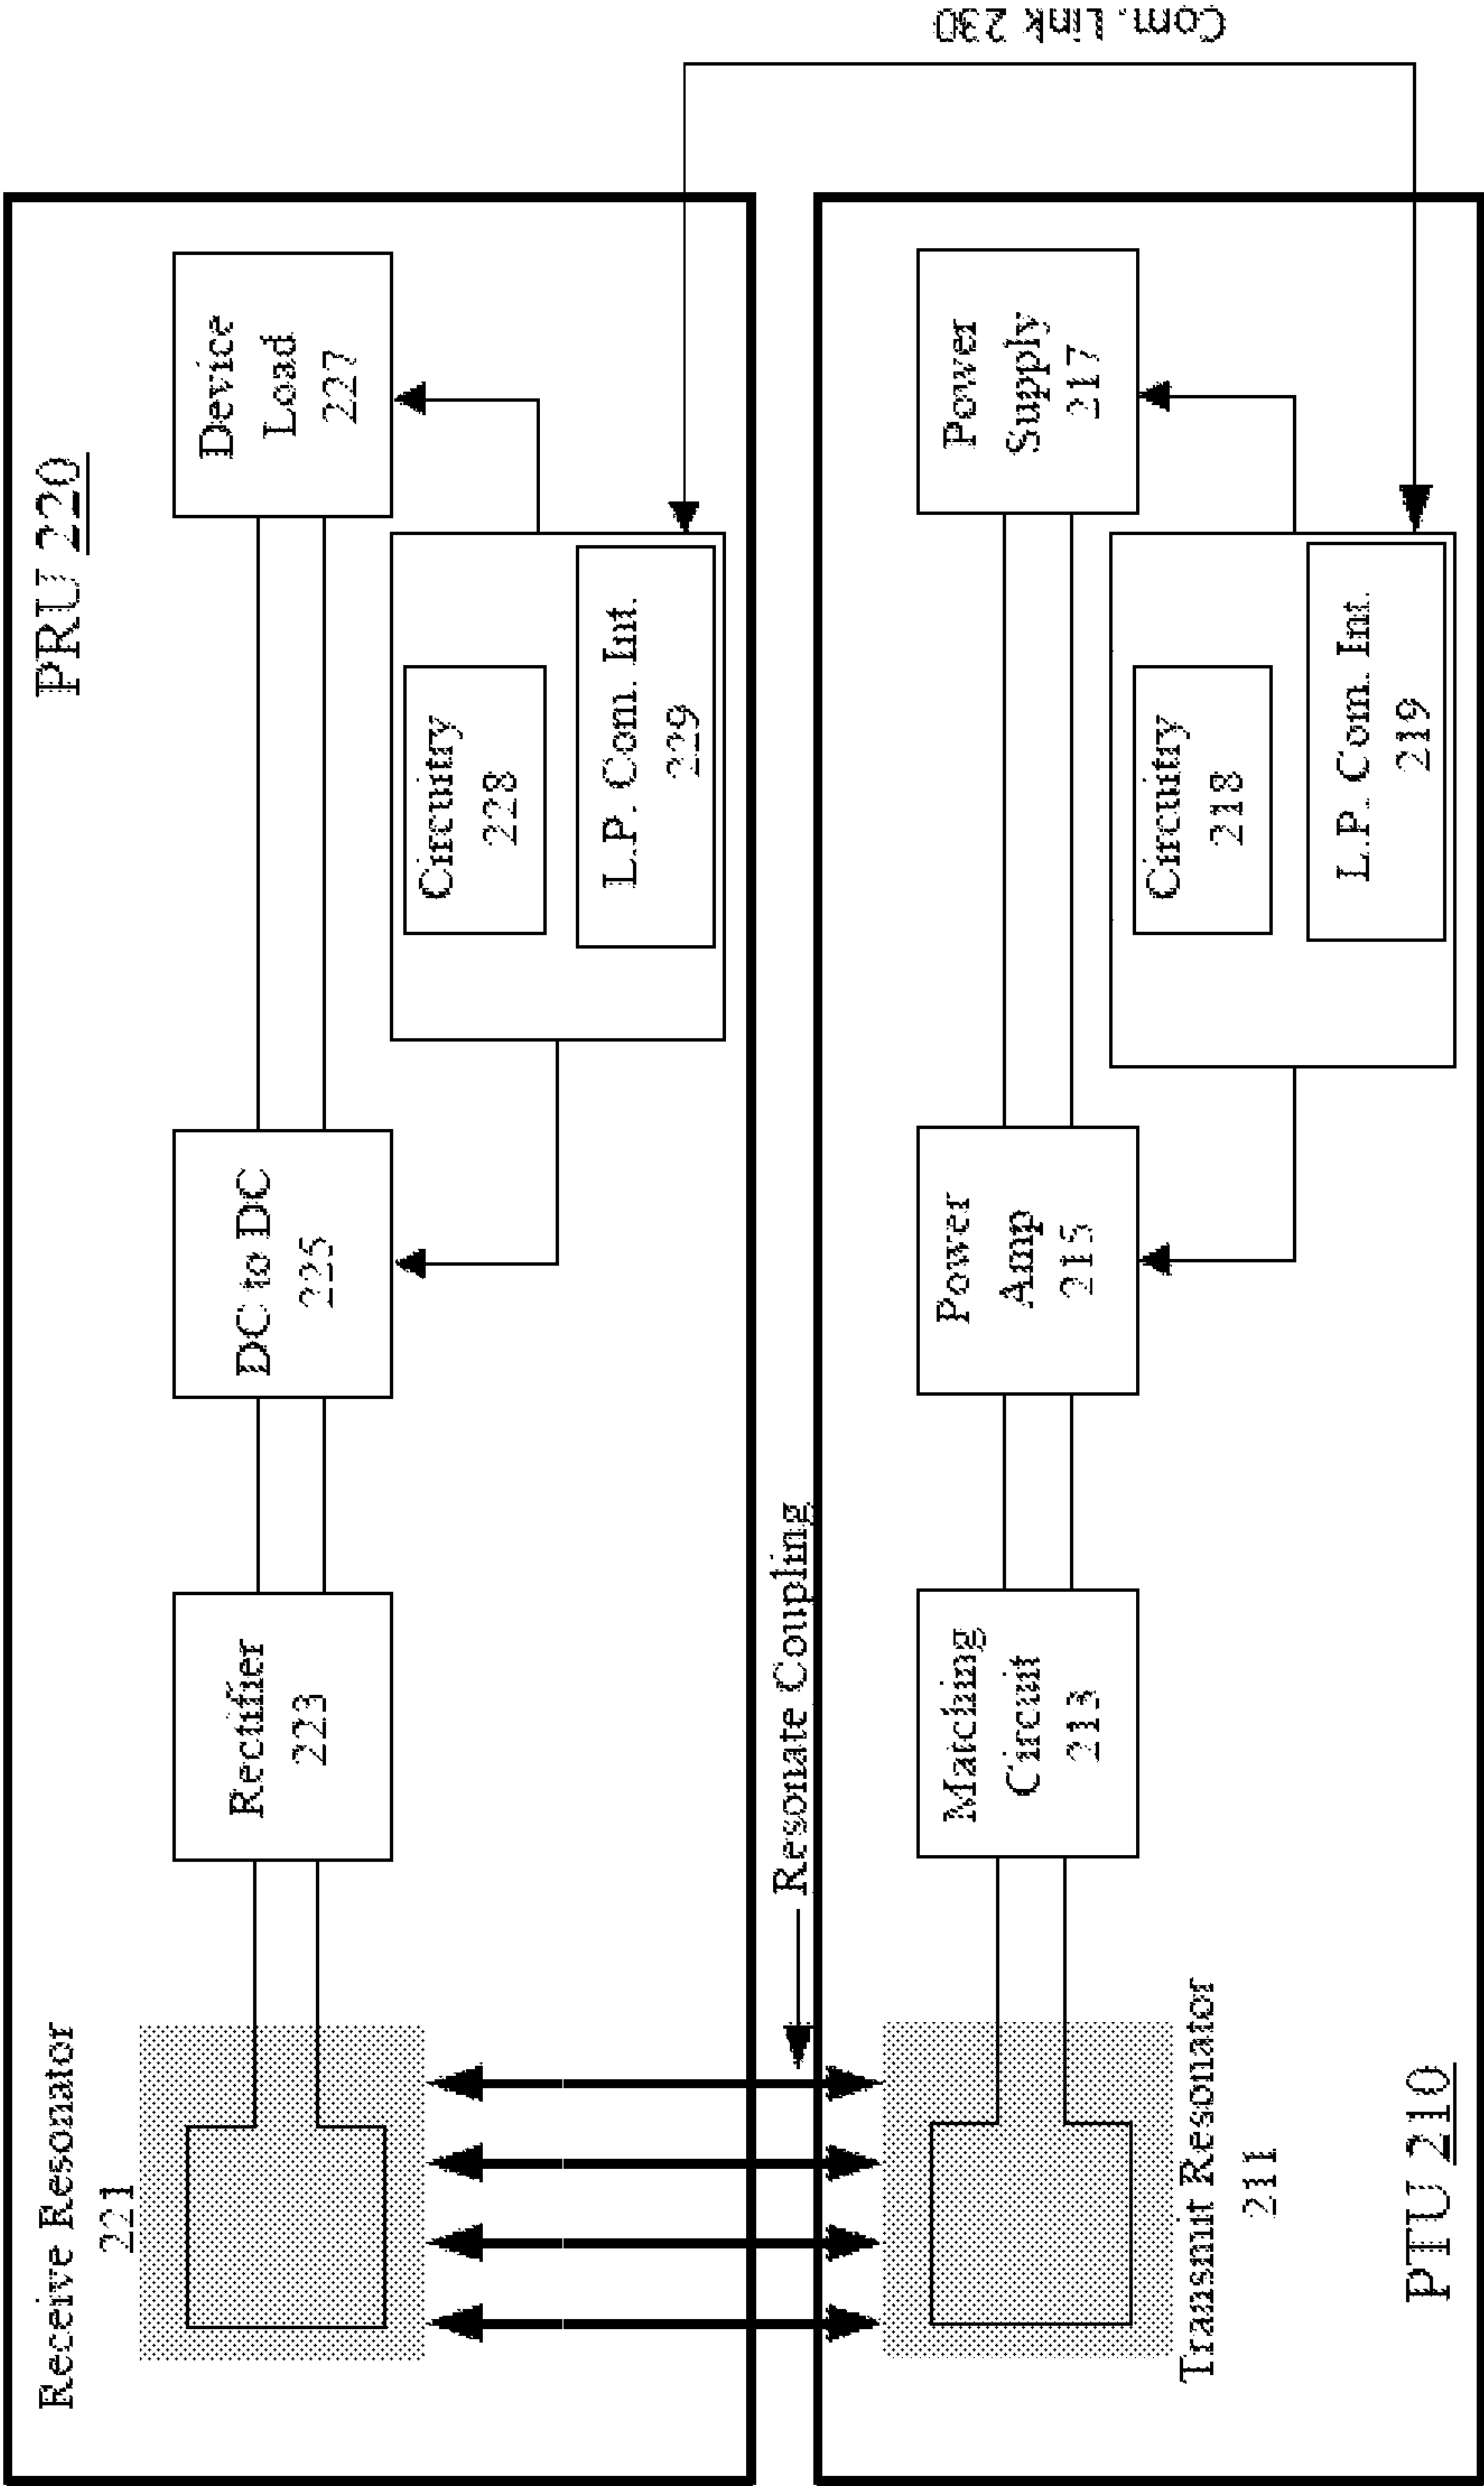 PRU 220
Receive Resonator
221
Rectifier
223
DC to DC
225
Device
Load
227
Circuitry
228
L.P. Com. Int.
229
Resonate Coupling
Com. Link 230
Matching
Circuit
213
Power
Amp
215
Power
Supply
217
Circuitry
218
L.P. Com. Int.
219
Transmit Resonator
211
PTU 210